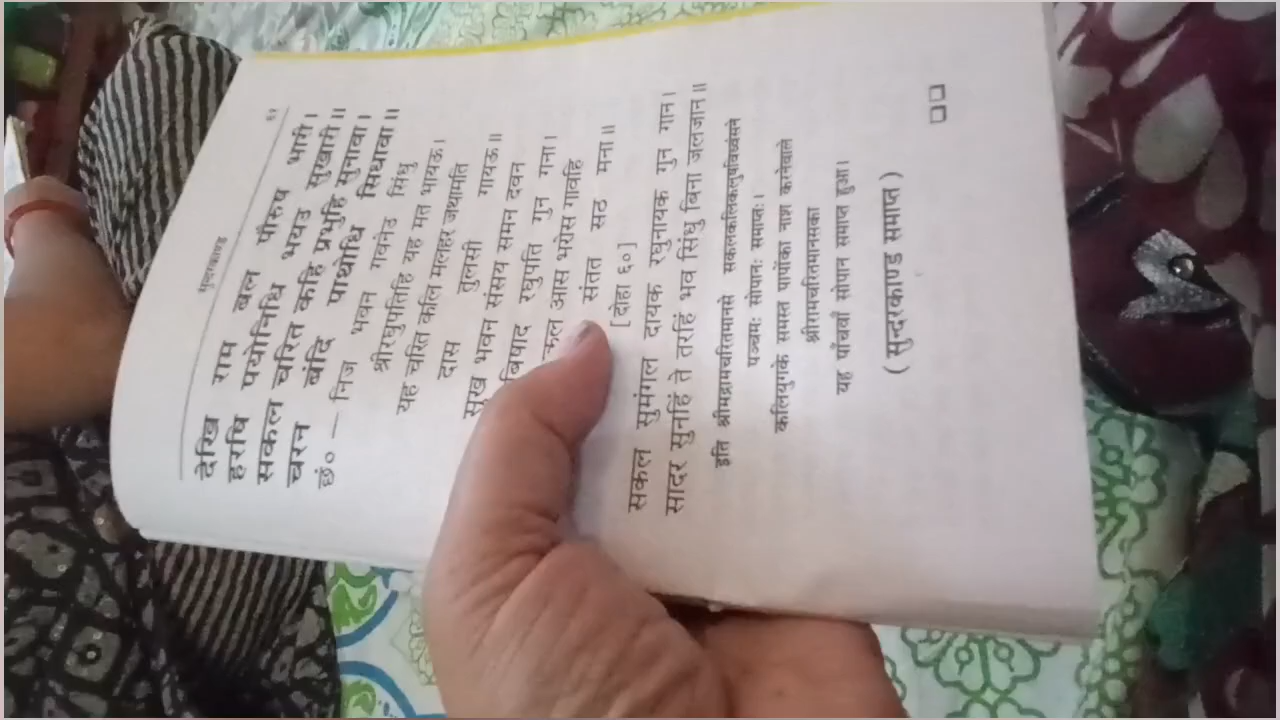 सुन्दरकाण्ड ६१
देखि राम बल पौरुष भारी।
हरषि पयोनिधि भयउ सुखारी॥
सकल चरित कहि प्रभुहि सुनावा।
चरन बंदि पाथोधि सिधावा॥
छं० — निज भवन गवनेउ सिंधु
श्रीरघुपतिहि यह मत भायऊ।
यह चरित कलि मलहर जथामति
दास तुलसी गायऊ॥
सुख भवन संसय समन दवन
बिषाद रघुपति गुन गना।
कल आस भरोस गावहि
संतत सठ मना॥
[दोहा ६०]
सकल सुमंगल दायक रघुनायक गुन गान।
सादर सुनहिं ते तरहिं भव सिंधु बिना जलजान॥
इति श्रीमद्रामचरितमानसे सकलकलिकलुषविध्वंसने
पञ्चमः सोपानः समाप्तः।
कलियुगके समस्त पापोंका नाश करनेवाले
श्रीरामचरितमानसका
यह पाँचवाँ सोपान समाप्त हुआ।
(सुन्दरकाण्ड समाप्त)